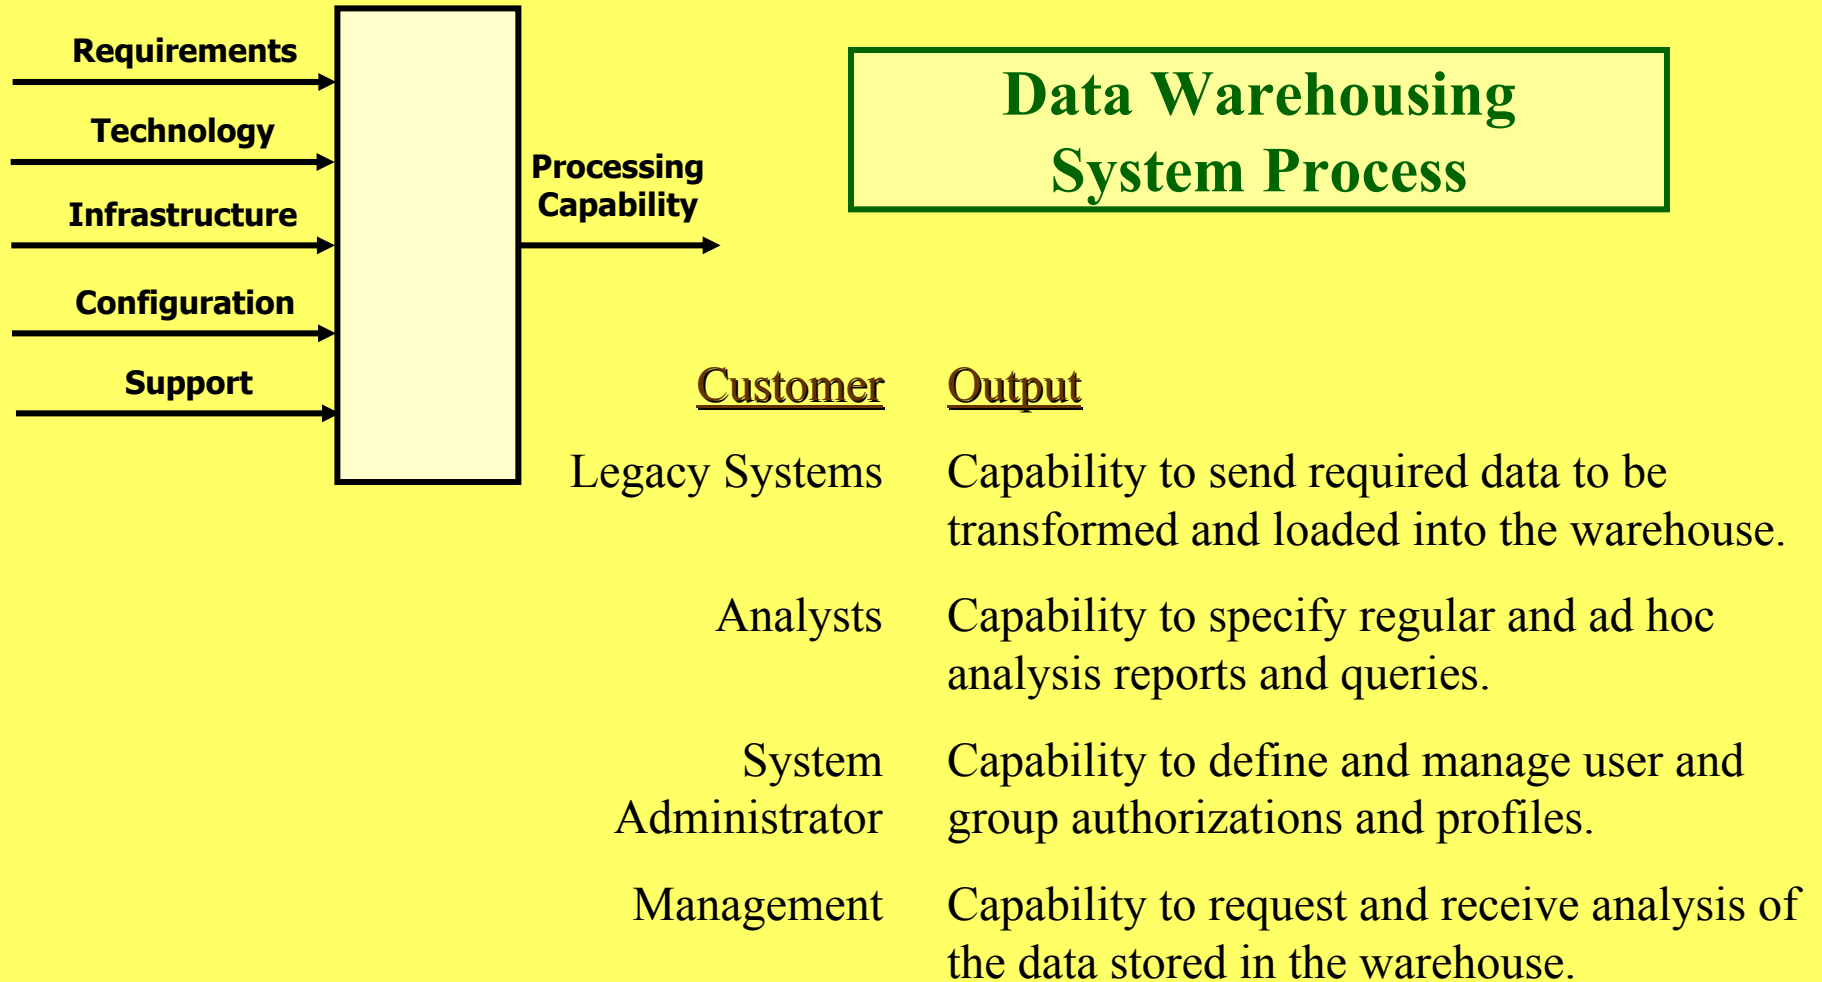 Requirements
Technology
Infrastructure
Configuration
Support
Processing
Capability
Data Warehousing
System Process
Customer Output
Legacy Systems Capability to send required data to be
transformed and loaded into the warehouse.
Analysts Capability to specify regular and ad hoc
analysis reports and queries.
System Capability to define and manage user and
Administrator group authorizations and profiles.
Management Capability to request and receive analysis of
the data stored in the warehouse.